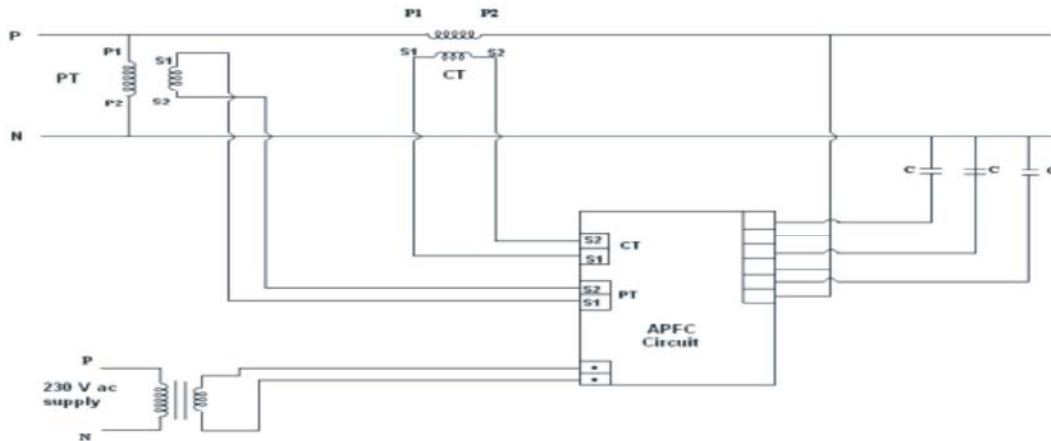 P1 P2
P
P1
S1
S1
S2
PT
CT
P2
S2
N
C
C
C
S2
CT
S1
S2
PT
S1
APFC
Circuit
P
230 V ac
supply
N